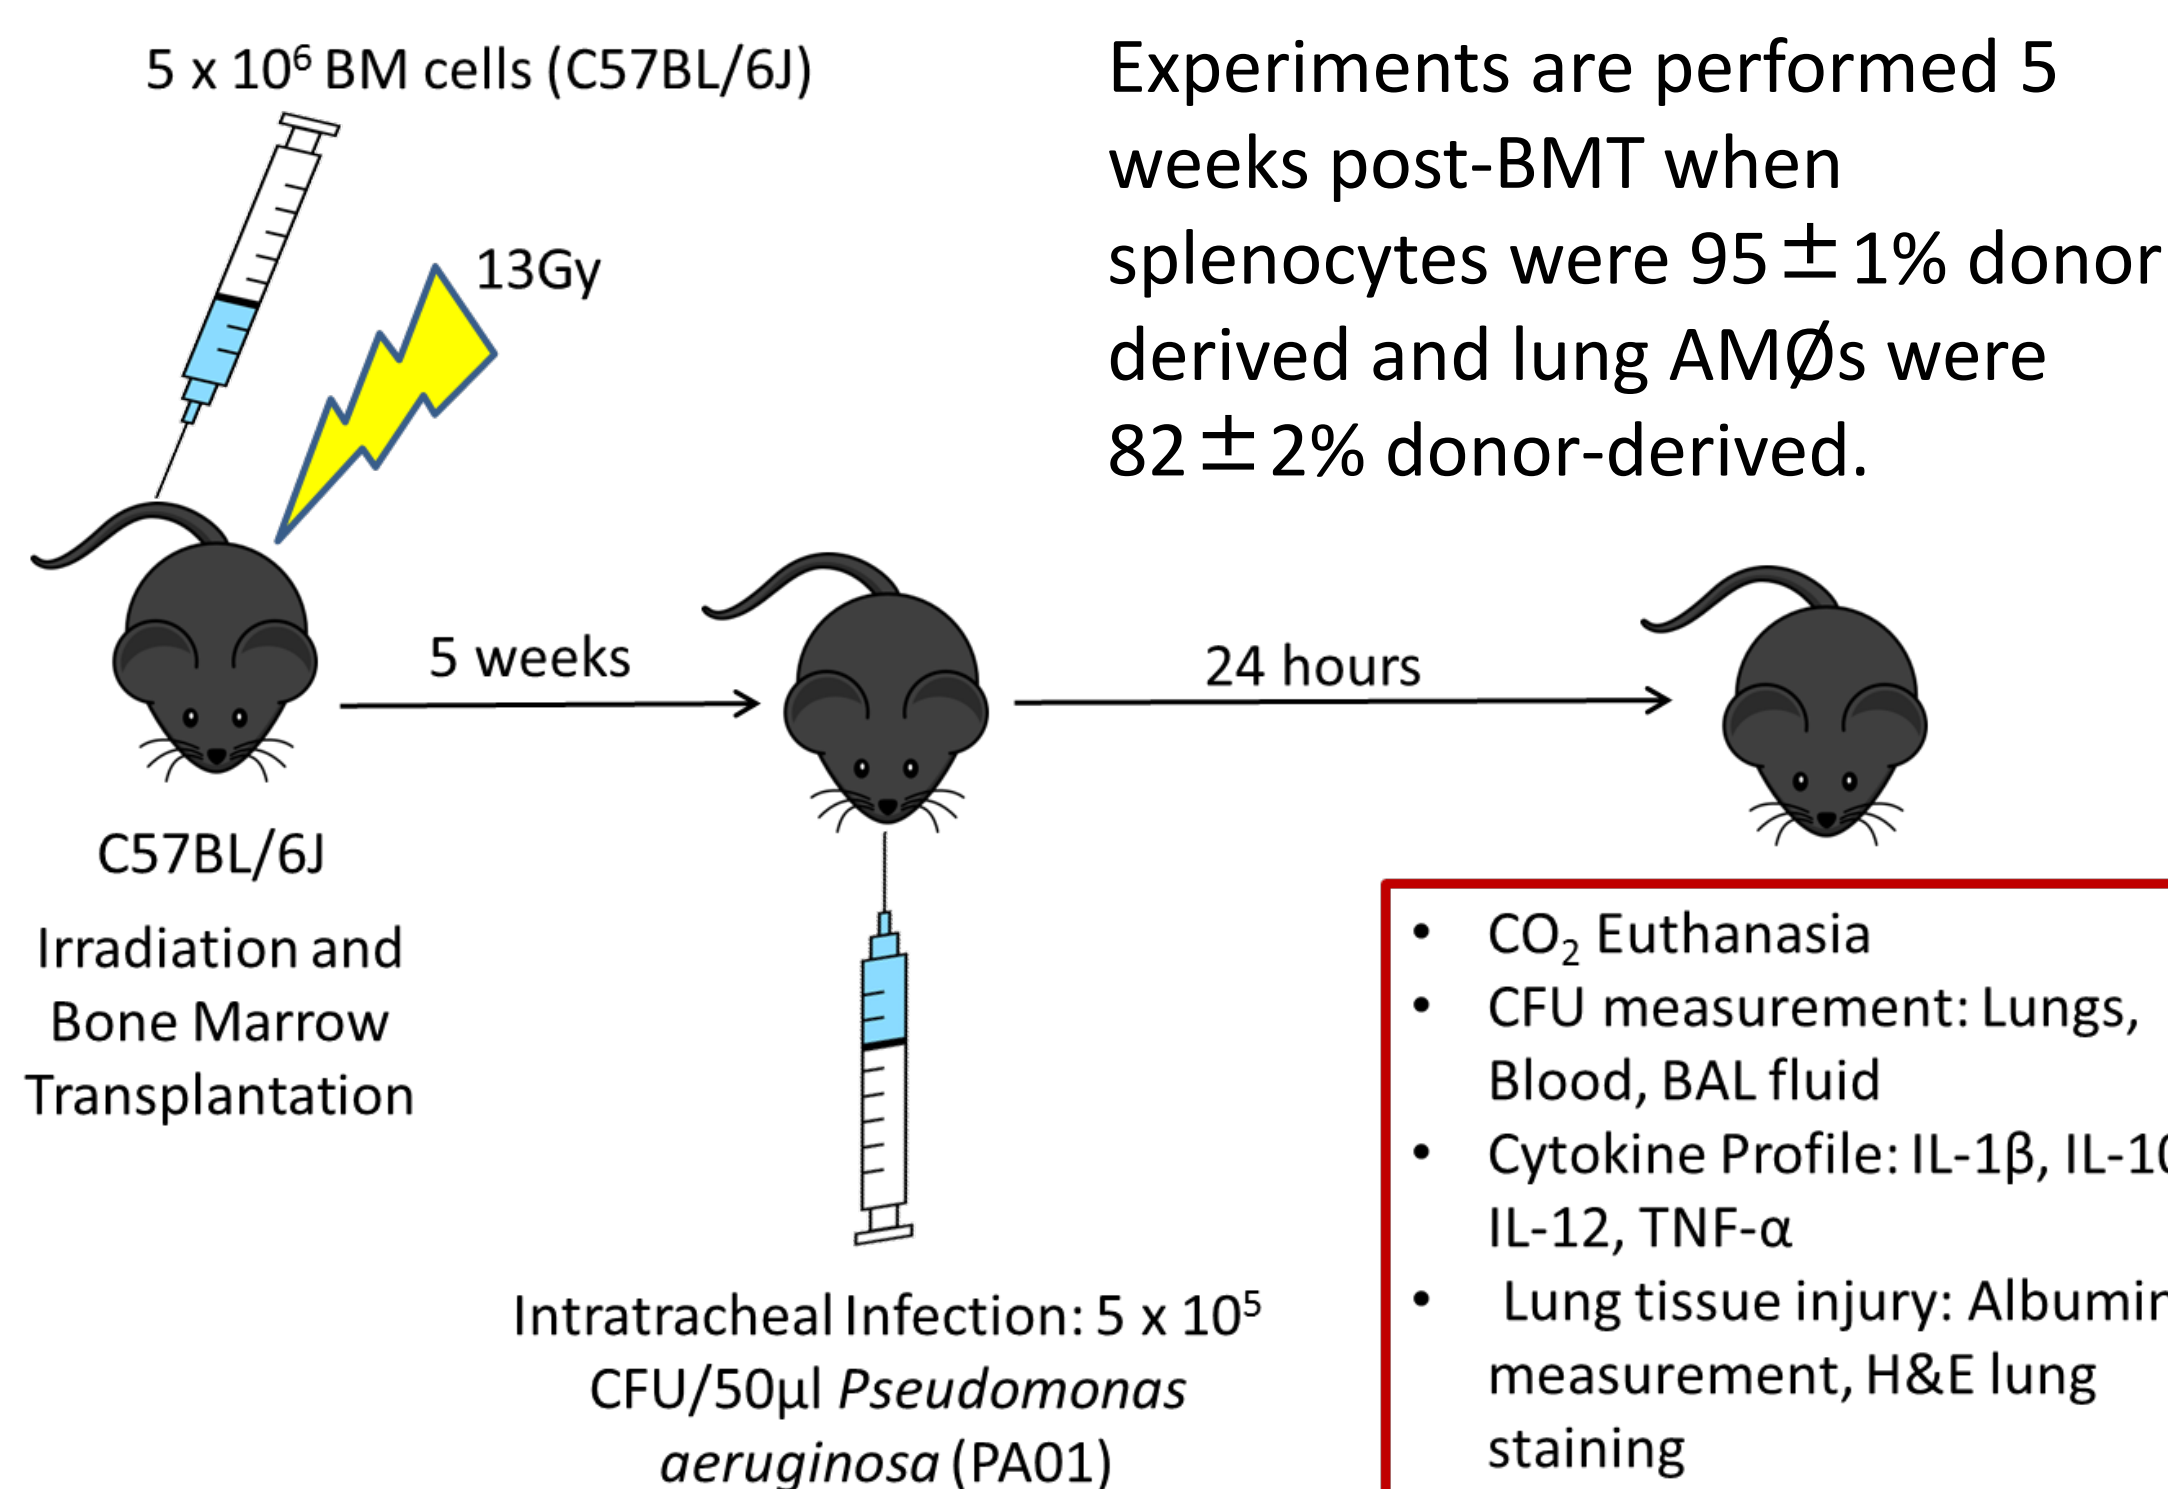 5 x 10⁶ BM cells (C57BL/6J)
13Gy
Experiments are performed 5
weeks post-BMT when
splenocytes were 95±1% donor
derived and lung AMØs were
82±2% donor-derived.
5 weeks
24 hours
C57BL/6J
Irradiation and
Bone Marrow
Transplantation
Intratracheal Infection: 5 x 10⁵
CFU/50µl Pseudomonas
aeruginosa (PA01)
• CO₂ Euthanasia
• CFU measurement: Lungs,
Blood, BAL fluid
• Cytokine Profile: IL-1β, IL-10
IL-12, TNF-α
• Lung tissue injury: Albumin
measurement, H&E lung
staining